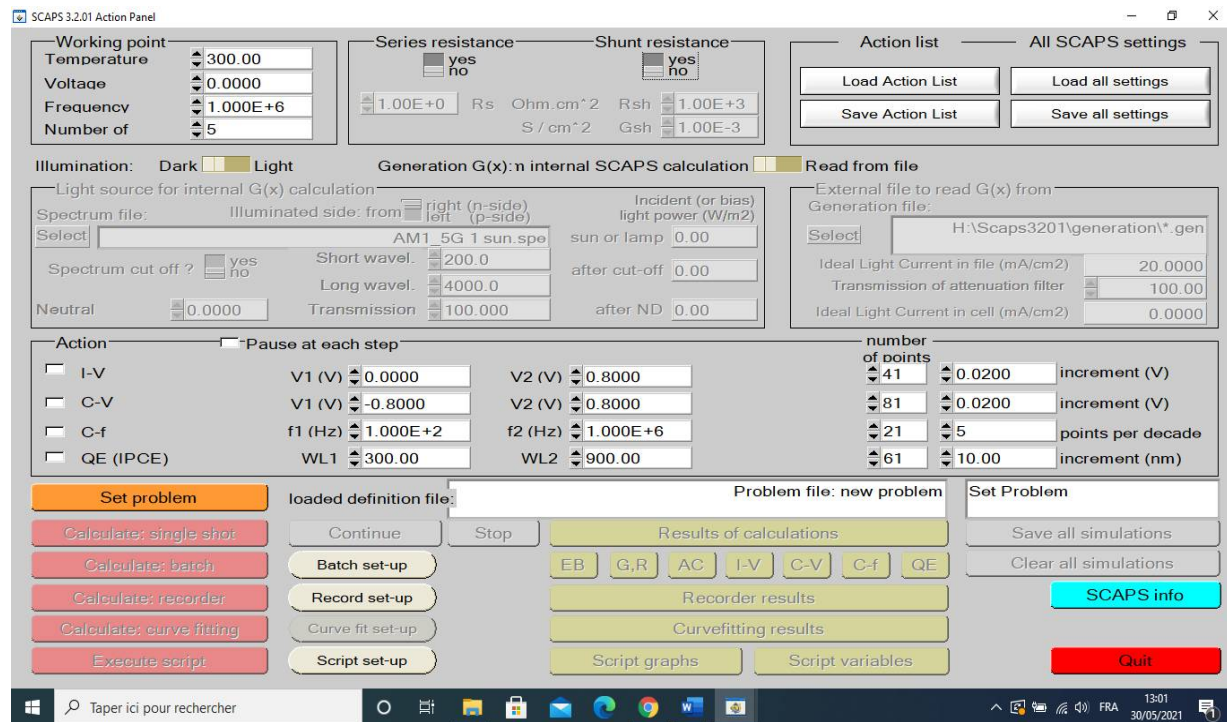 SCAPS 3.2.01 Action Panel
Working point
Temperature 300.00
Voltage 0.0000
Frequency 1.000E+6
Number of 5
Series resistance Shunt resistance
yes yes
no no
1.00E+0 Rs Ohm.cm^2 Rsh 1.00E+3
S / cm^2 Gsh 1.00E-3
Action list All SCAPS settings
Load Action List Load all settings
Save Action List Save all settings
Illumination: Dark Light Generation G(x): n internal SCAPS calculation Read from file
Light source for internal G(x) calculation
Spectrum file: Illuminated side: from right (n-side)
left (p-side)
Incident (or bias)
light power (W/m2)
Select AM1_5G 1 sun.spe sun or lamp 0.00
Spectrum cut off ? yes
no
Short wavel. 200.0
Long wavel. 4000.0
after cut-off 0.00
Neutral 0.0000 Transmission 100.000 after ND 0.00
External file to read G(x) from
Generation file:
Select H:\Scaps3201\generation\*.gen
Ideal Light Current in file (mA/cm2) 20.0000
Transmission of attenuation filter 100.00
Ideal Light Current in cell (mA/cm2) 0.0000
Action Pause at each step number
of points
I-V V1 (V) 0.0000 V2 (V) 0.8000 41 0.0200 increment (V)
C-V V1 (V) -0.8000 V2 (V) 0.8000 81 0.0200 increment (V)
C-f f1 (Hz) 1.000E+2 f2 (Hz) 1.000E+6 21 5 points per decade
QE (IPCE) WL1 300.00 WL2 900.00 61 10.00 increment (nm)
Set problem loaded definition file: Problem file: new problem Set Problem
Calculate: single shot Continue Stop Results of calculations Save all simulations
Calculate: batch Batch set-up EB G,R AC I-V C-V C-f QE Clear all simulations
Calculate: recorder Record set-up Recorder results SCAPS info
Calculate: curve fitting Curve fit set-up Curvefitting results
Execute script Script set-up Script graphs Script variables Quit
Taper ici pour rechercher FRA 13:01
30/05/2021